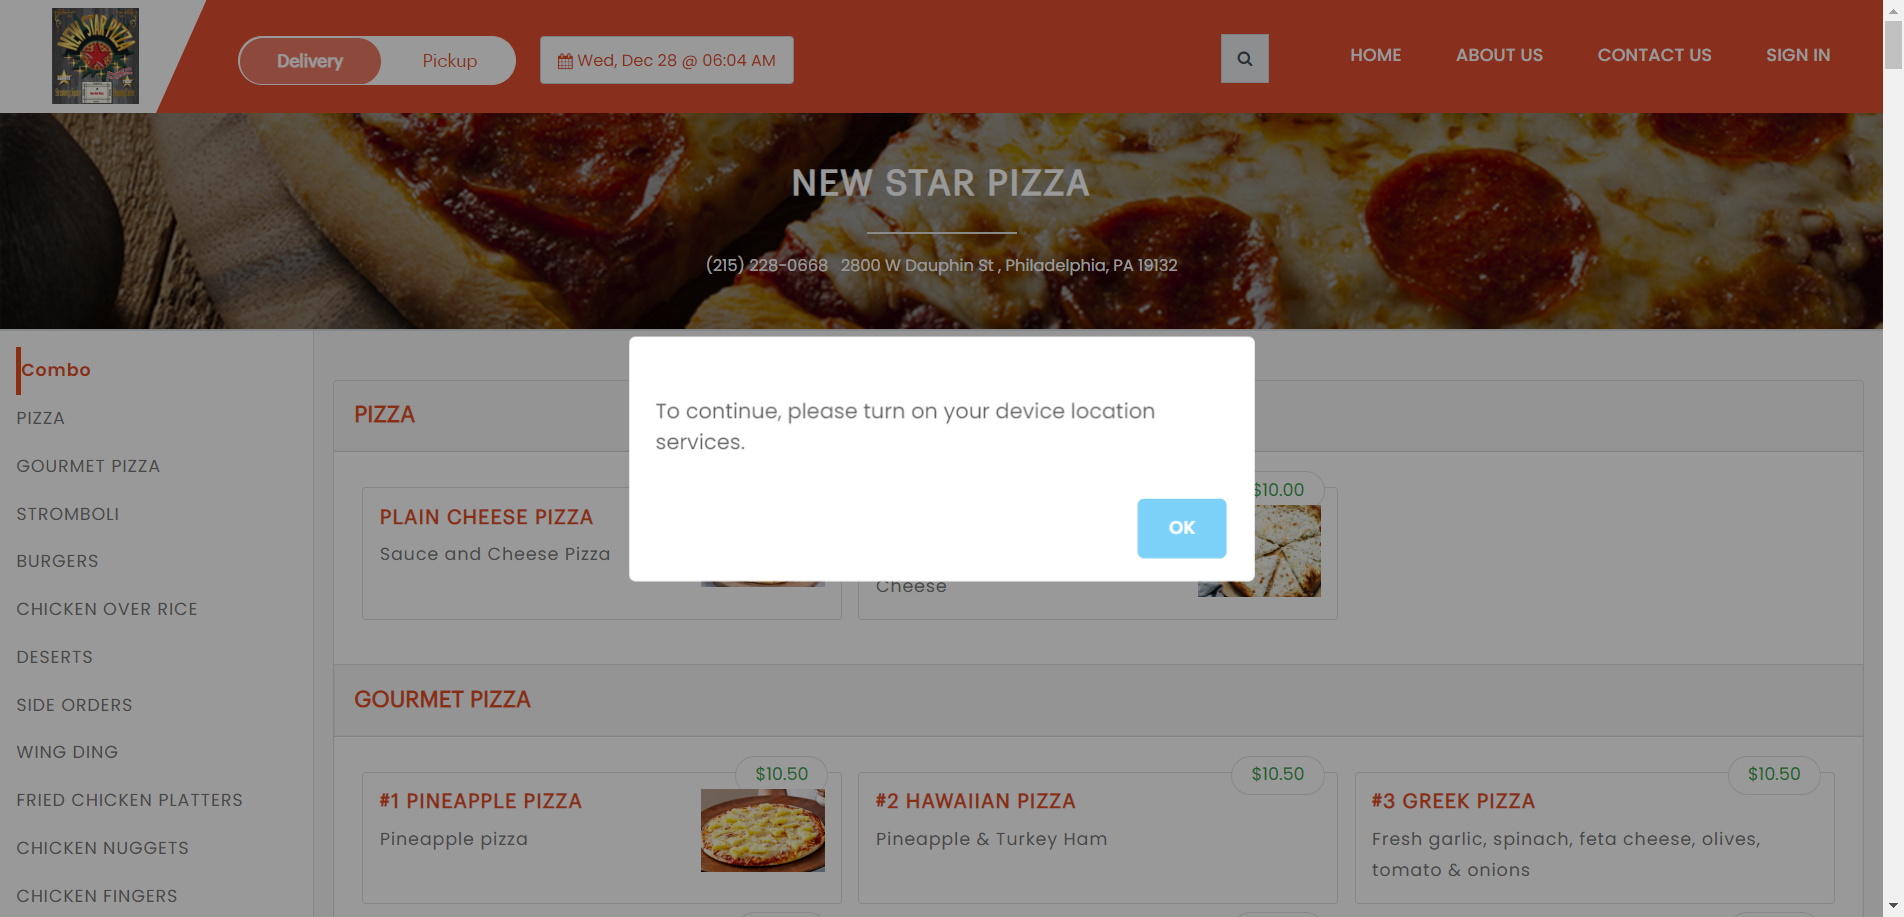 NEW STAR PIZZA
Delivery
Pickup
Wed, Dec 28 @ 06:04 AM
HOME
ABOUT US
CONTACT US
SIGN IN
NEW STAR PIZZA
(215) 228-0668 2800 W Dauphin St , Philadelphia, PA 19132
Combo
PIZZA
GOURMET PIZZA
STROMBOLI
BURGERS
CHICKEN OVER RICE
DESERTS
SIDE ORDERS
WING DING
FRIED CHICKEN PLATTERS
CHICKEN NUGGETS
CHICKEN FINGERS
To continue, please turn on your device location
services.
OK
PIZZA
PLAIN CHEESE PIZZA
Sauce and Cheese Pizza
$10.00
Cheese
GOURMET PIZZA
$10.50
#1 PINEAPPLE PIZZA
Pineapple pizza
$10.50
#2 HAWAIIAN PIZZA
Pineapple & Turkey Ham
$10.50
#3 GREEK PIZZA
Fresh garlic, spinach, feta cheese, olives,
tomato & onions